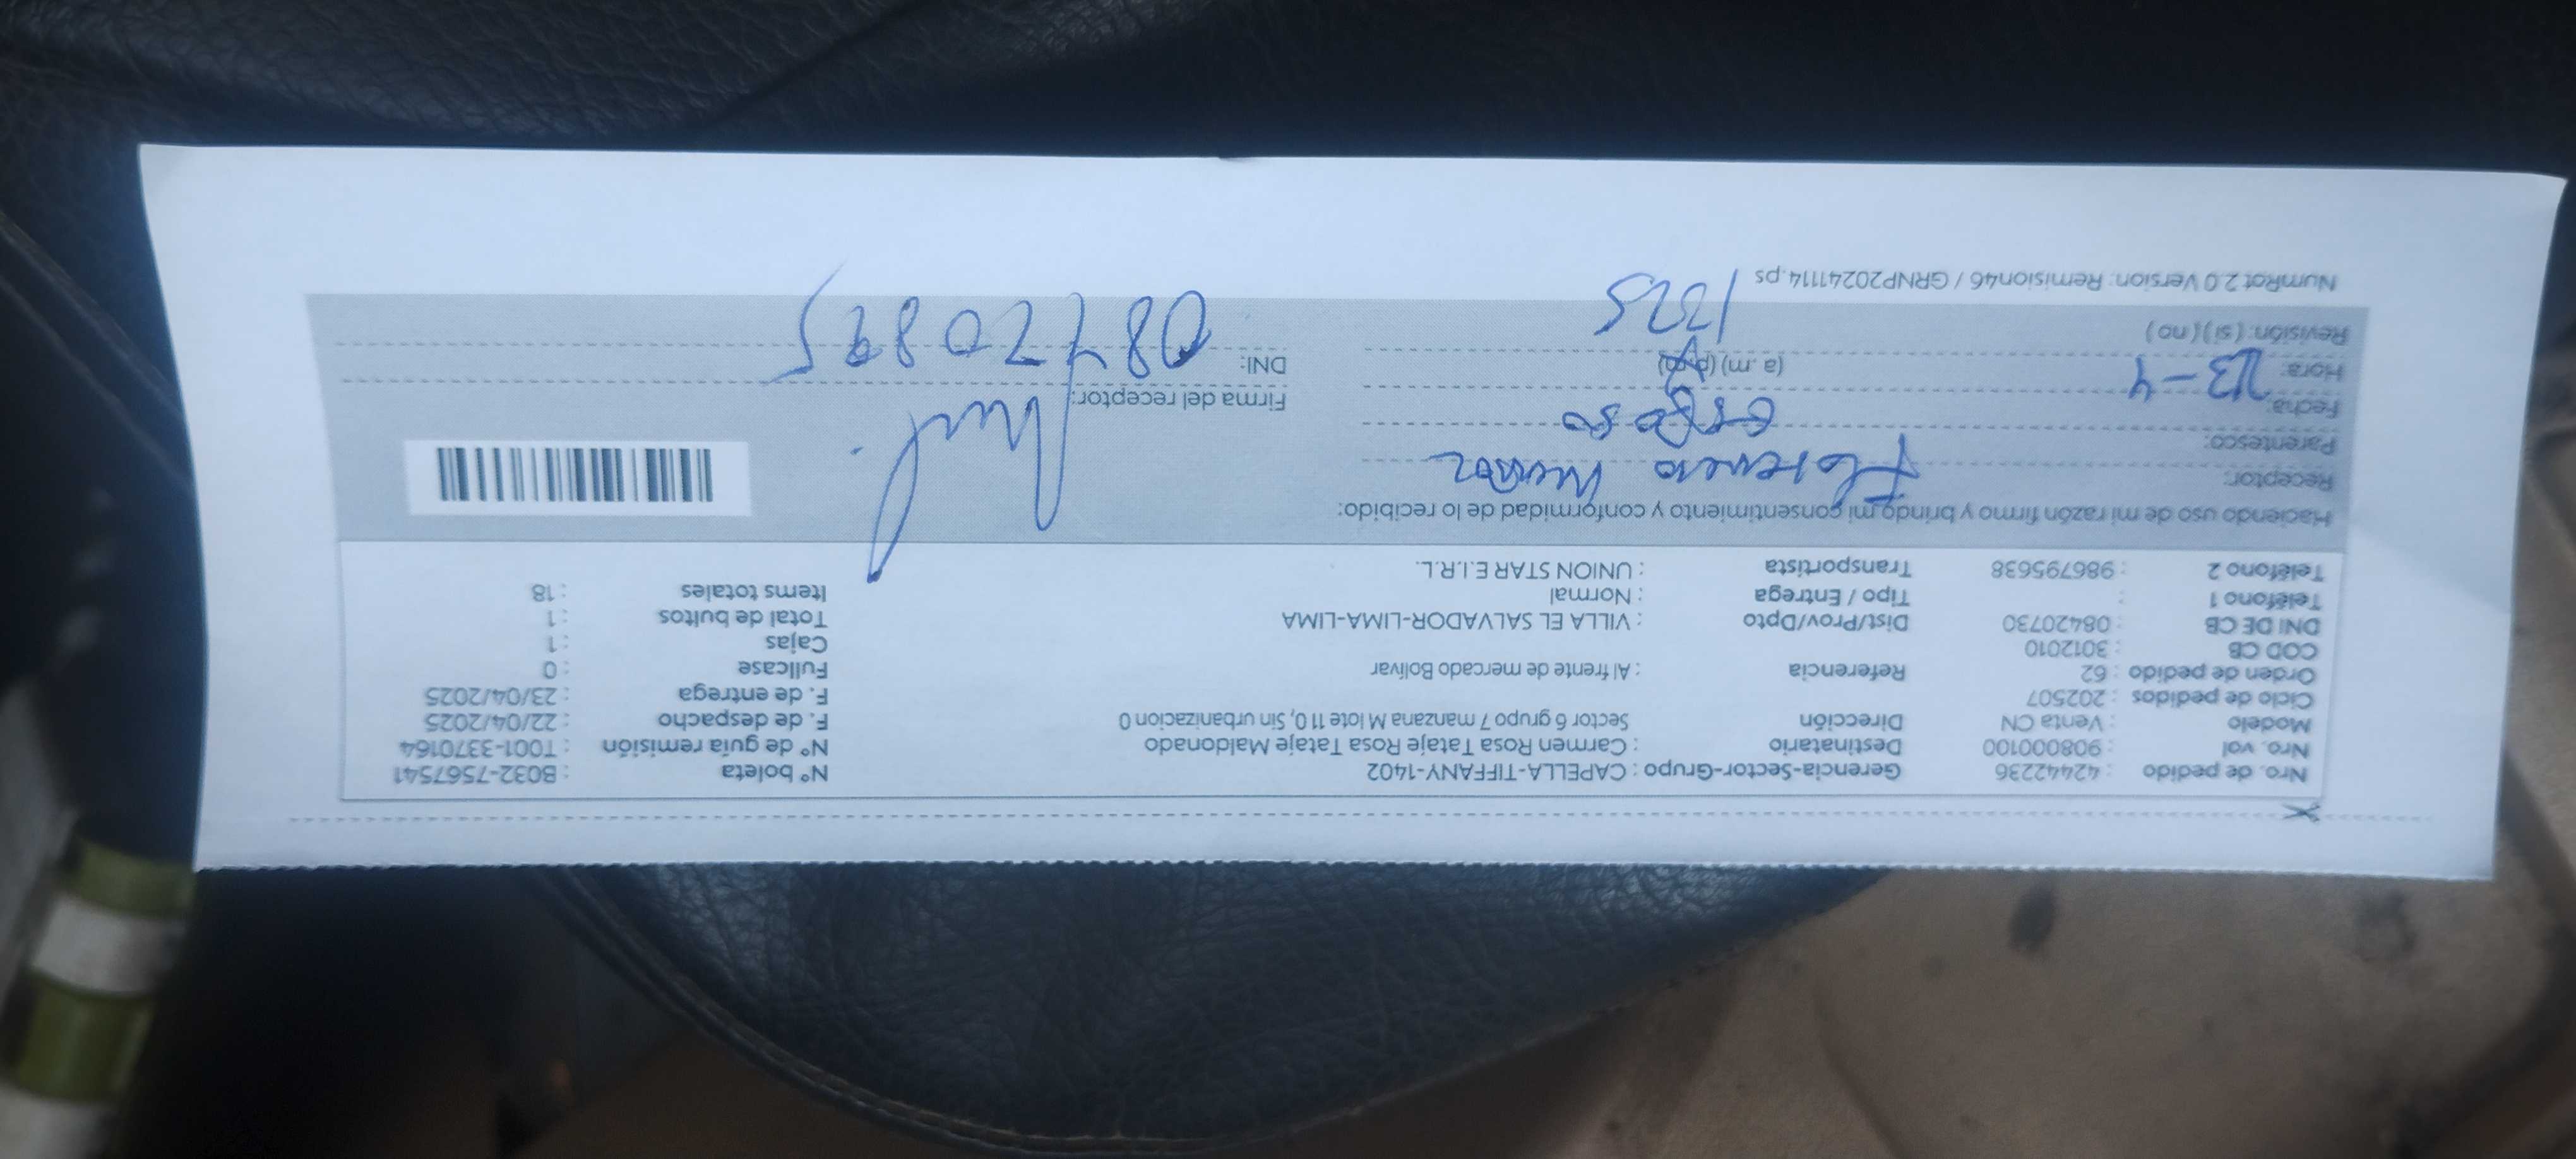 Nro. de pedido : 42442236 Gerencia-Sector-Grupo : CAPELLA-TIFFANY-1402 N° boleta : B032-7567541
Nro. vol : 908000100 Destinatario : Carmen Rosa Tataje Rosa Tataje Maldonado N° de guía remisión : T001-3370164
Modelo : Venta CN Dirección Sector 6 grupo 7 manzana M lote 11 0, Sin urbanizacion 0 F. de despacho : 22/04/2025
Ciclo de pedidos : 202507 F. de entrega : 23/04/2025
Orden de pedido : 62 Referencia : Al frente de mercado Bolívar Fullcase : 0
COD CB : 3012010 Cajas : 1
DNI DE CB : 08420730 Dist/Prov/Dpto : VILLA EL SALVADOR-LIMA-LIMA Total de bultos : 1
Teléfono 1 : Tipo / Entrega : Normal Items totales : 18
Teléfono 2 : 986795638 Transportista : UNION STAR E.I.R.L.
Haciendo uso de mi razón firmo y brindo mi consentimiento y conformidad de lo recibido:
Receptor:
Parentesco: Esposo
Fecha: 23-4 Firma del receptor:
Hora: (a .m) (p.m) DNI:
Revisión: ( si ) ( no ) 1325
NumRot 2.0 Version: Remision46 / GRNP20241114.ps